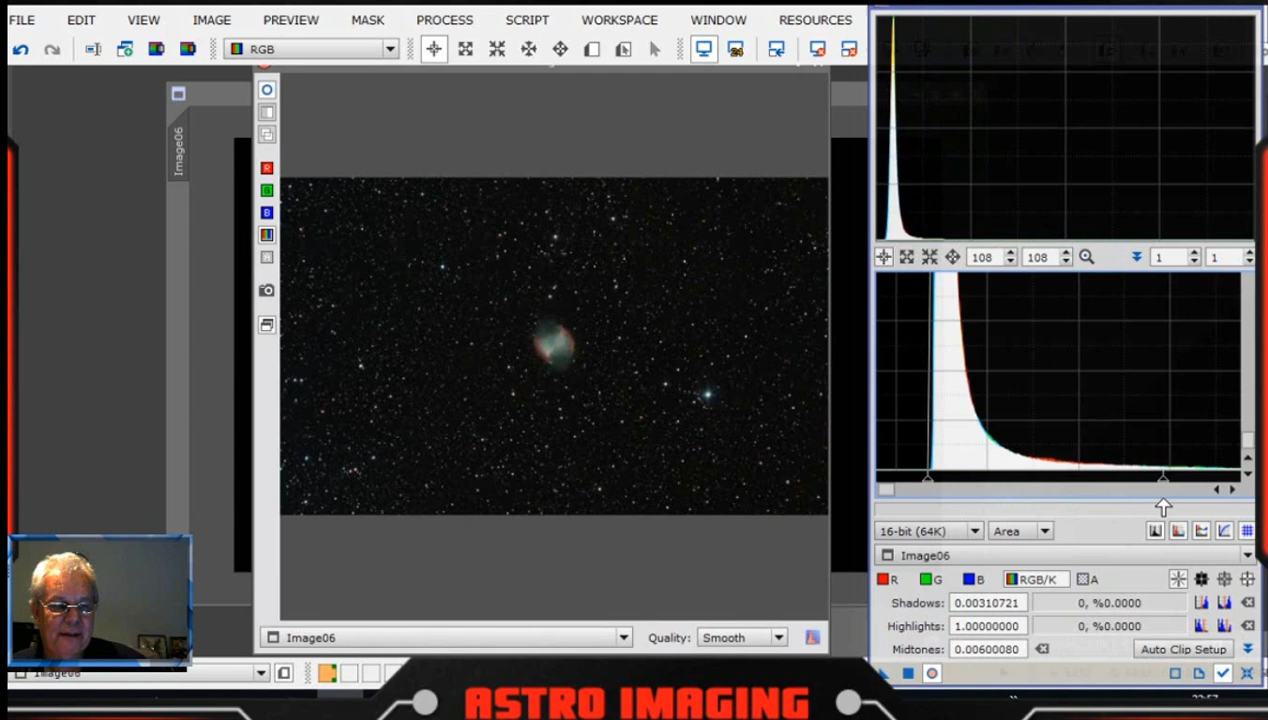 FILE EDIT VIEW IMAGE PREVIEW MASK PROCESS SCRIPT WORKSPACE WINDOW RESOURCES
RGB
Image06
R
G
B
108 108 1 1
16-bit (64K) Area
Image06
R G B RGB/K A
Shadows: 0.00310721 0, %0.0000
Highlights: 1.00000000 0, %0.0000
Midtones: 0.00600080 Auto Clip Setup
Image06 Quality: Smooth
Image06
ASTRO IMAGING